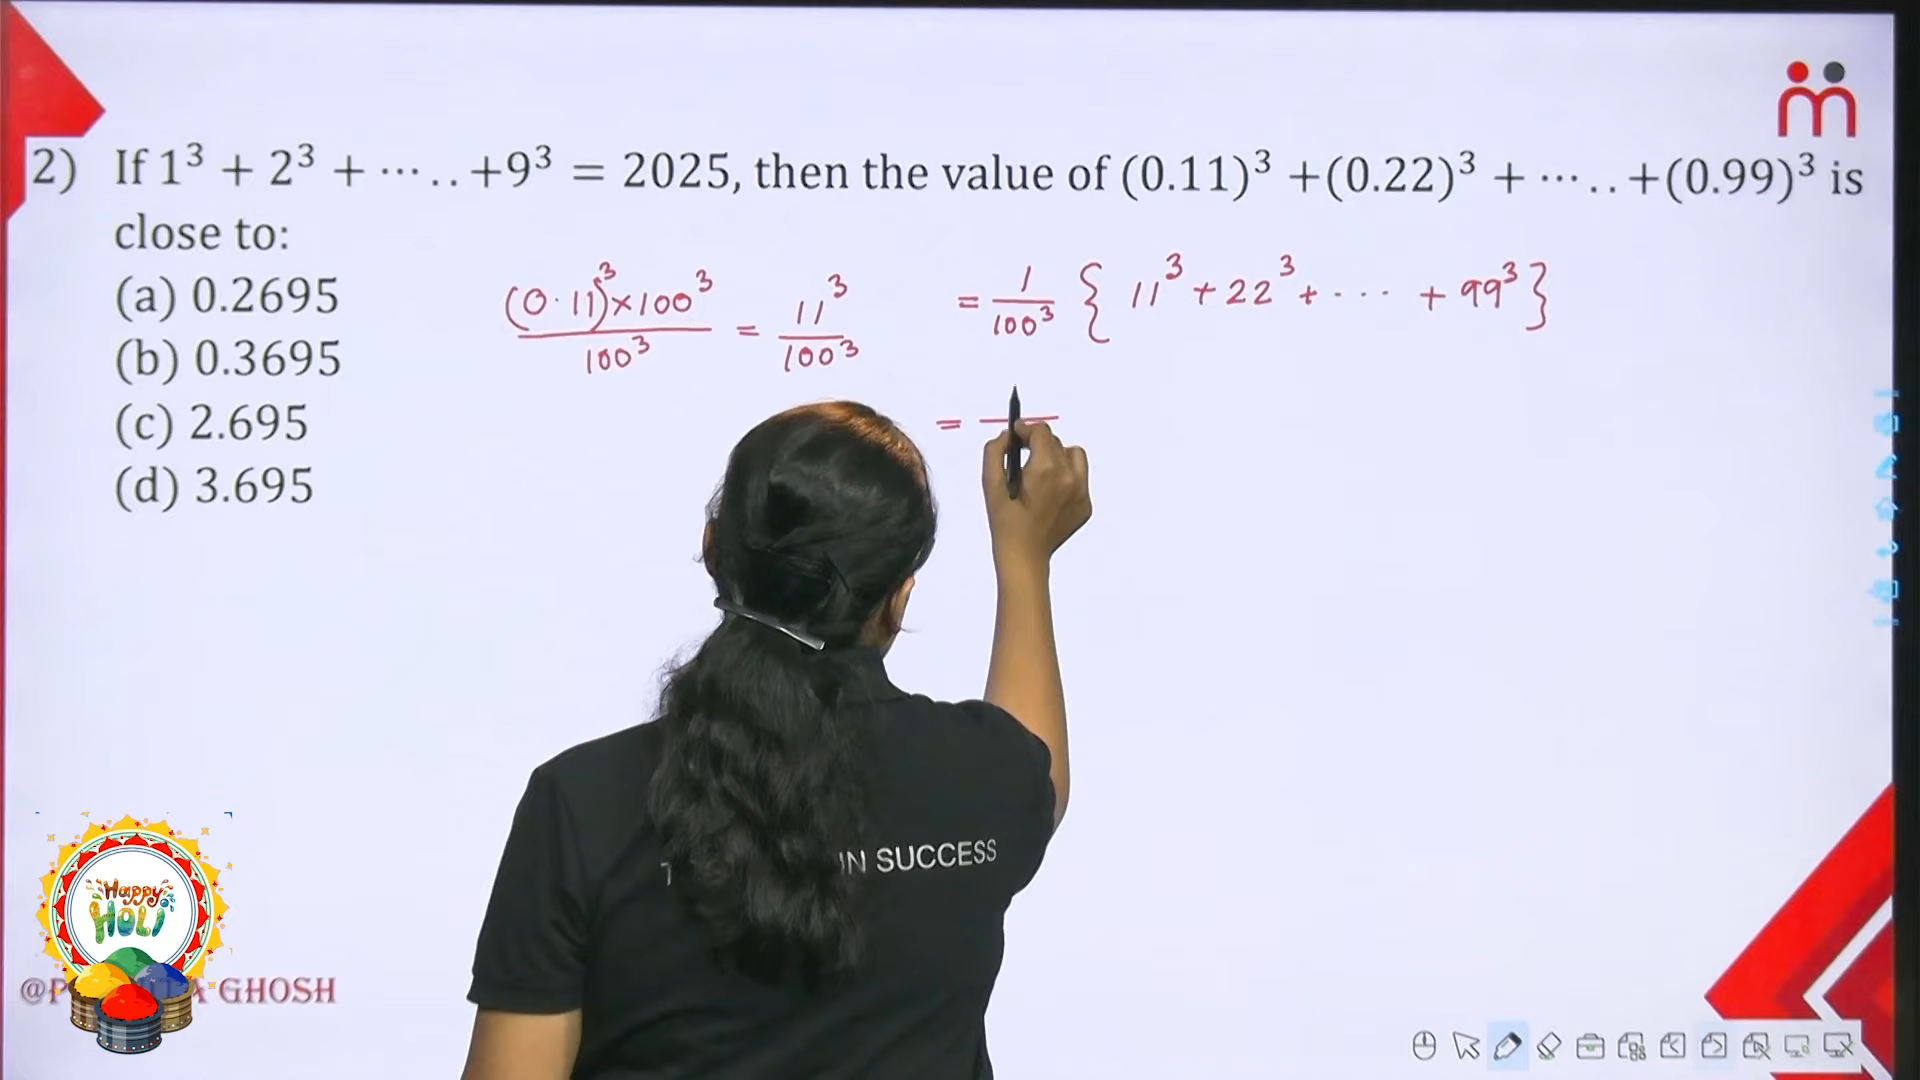 2) If 1³ + 2³ + ⋯ . . +9³ = 2025, then the value of (0.11)³ +(0.22)³ + ⋯ . . +(0.99)³ is
close to:
(a) 0.2695
(b) 0.3695
(c) 2.695
(d) 3.695
(0·11)³×100³ / 100³ = 11³ / 100³
= 1 / 100³ { 11³ + 22³ + · · · + 99³ }
=
IN SUCCESS
Happy
HOLI
GHOSH